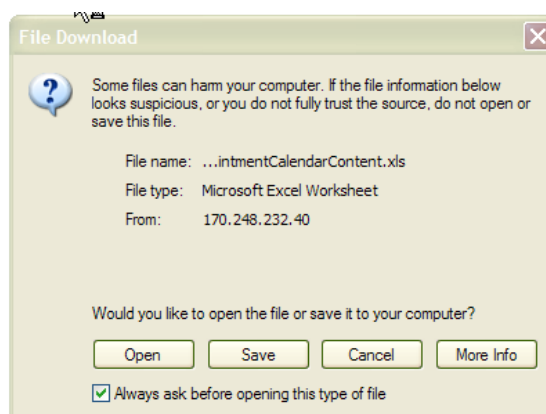 File Download
Some files can harm your computer. If the file information below
looks suspicious, or you do not fully trust the source, do not open or
save this file.
File name: ...intmentCalendarContent.xls
File type: Microsoft Excel Worksheet
From: 170.248.232.40
Would you like to open the file or save it to your computer?
Open Save Cancel More Info
Always ask before opening this type of file